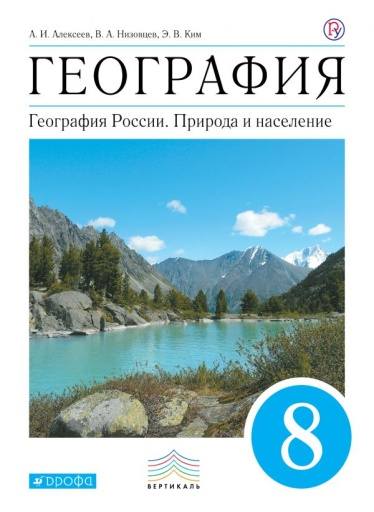 А. И. Алексеев, В. А. Низовцев, Э. В. Ким
ГЕОГРАФИЯ
География России. Природа и население
8
дрофа
ВЕРТИКАЛЬ